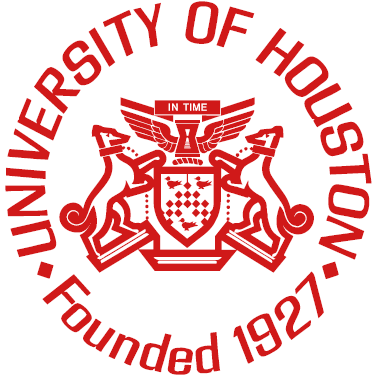 UNIVERSITY OF HOUSTON
IN TIME
Founded 1927